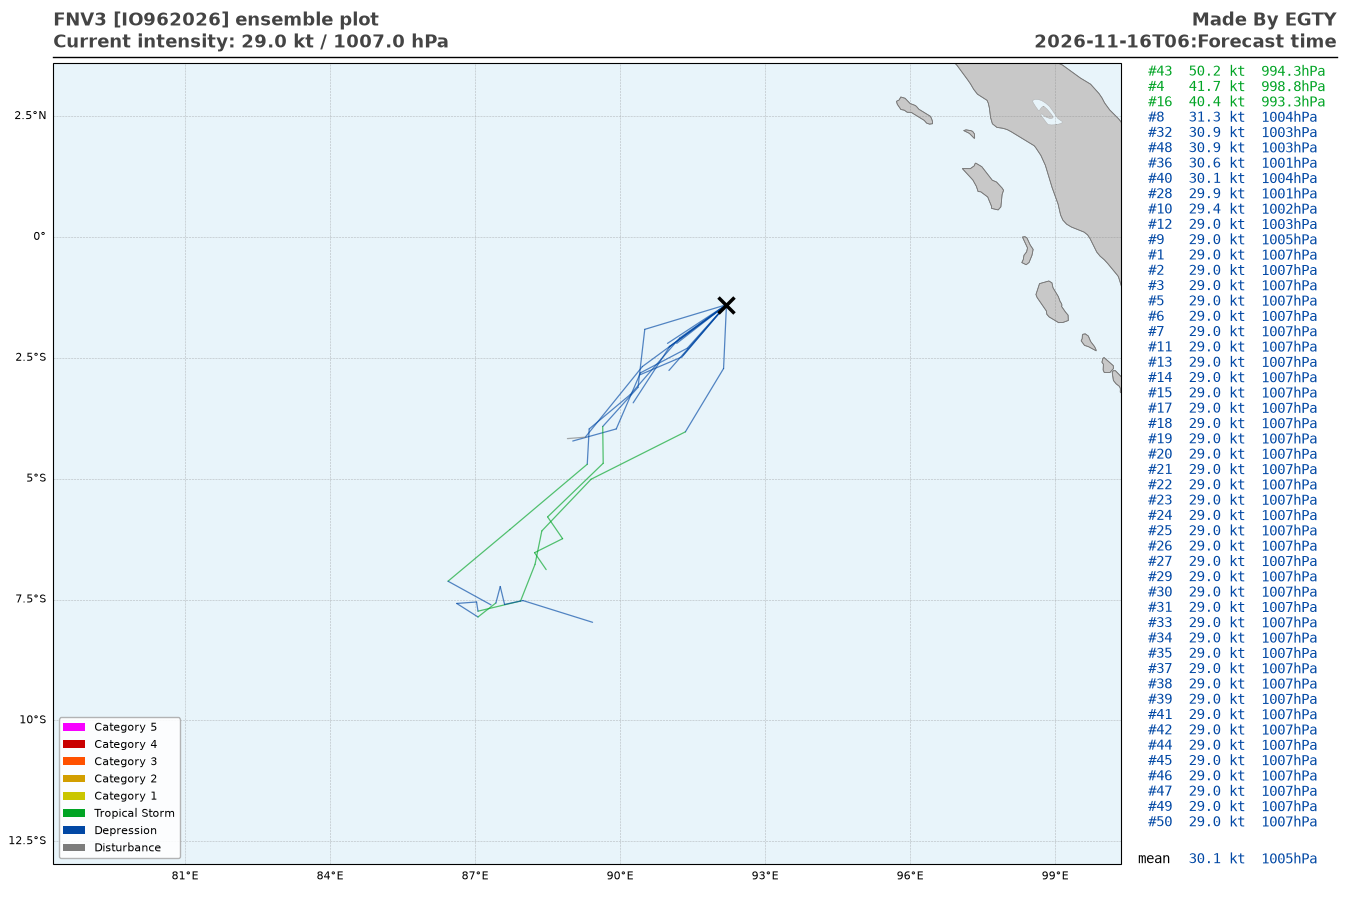 FNV3 [IO962026] ensemble plot
Made By EGTY
Current intensity: 29.0 kt / 1007.0 hPa
2026-11-16T06:Forecast time
#43 50.2 kt 994.3hPa
#4 41.7 kt 998.8hPa
#16 40.4 kt 993.3hPa
#8 31.3 kt 1004hPa
#32 30.9 kt 1003hPa
#48 30.9 kt 1003hPa
#36 30.6 kt 1001hPa
#40 30.1 kt 1004hPa
#28 29.9 kt 1001hPa
#10 29.4 kt 1002hPa
#12 29.0 kt 1003hPa
#9 29.0 kt 1005hPa
#1 29.0 kt 1007hPa
#2 29.0 kt 1007hPa
#3 29.0 kt 1007hPa
#5 29.0 kt 1007hPa
#6 29.0 kt 1007hPa
#7 29.0 kt 1007hPa
#11 29.0 kt 1007hPa
#13 29.0 kt 1007hPa
#14 29.0 kt 1007hPa
#15 29.0 kt 1007hPa
#17 29.0 kt 1007hPa
#18 29.0 kt 1007hPa
#19 29.0 kt 1007hPa
#20 29.0 kt 1007hPa
#21 29.0 kt 1007hPa
#22 29.0 kt 1007hPa
#23 29.0 kt 1007hPa
#24 29.0 kt 1007hPa
#25 29.0 kt 1007hPa
#26 29.0 kt 1007hPa
#27 29.0 kt 1007hPa
#29 29.0 kt 1007hPa
#30 29.0 kt 1007hPa
#31 29.0 kt 1007hPa
#33 29.0 kt 1007hPa
#34 29.0 kt 1007hPa
#35 29.0 kt 1007hPa
#37 29.0 kt 1007hPa
#38 29.0 kt 1007hPa
#39 29.0 kt 1007hPa
#41 29.0 kt 1007hPa
#42 29.0 kt 1007hPa
#44 29.0 kt 1007hPa
#45 29.0 kt 1007hPa
#46 29.0 kt 1007hPa
#47 29.0 kt 1007hPa
#49 29.0 kt 1007hPa
#50 29.0 kt 1007hPa
mean 30.1 kt 1005hPa
2.5°N
0°
2.5°S
5°S
7.5°S
10°S
12.5°S
Category 5
Category 4
Category 3
Category 2
Category 1
Tropical Storm
Depression
Disturbance
81°E
84°E
87°E
90°E
93°E
96°E
99°E